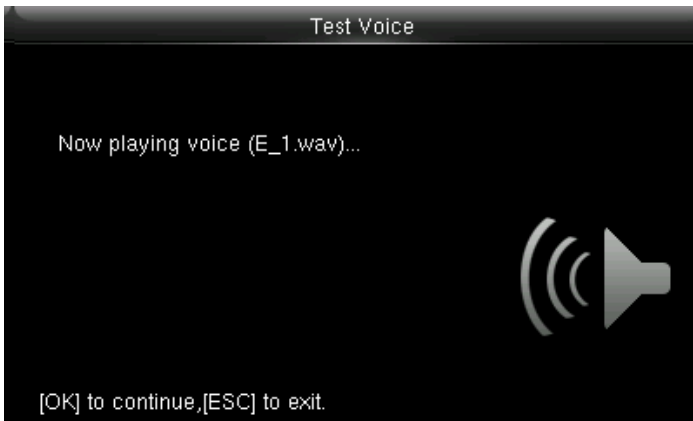 Test Voice
Now playing voice (E_1.wav)...
[OK] to continue,[ESC] to exit.